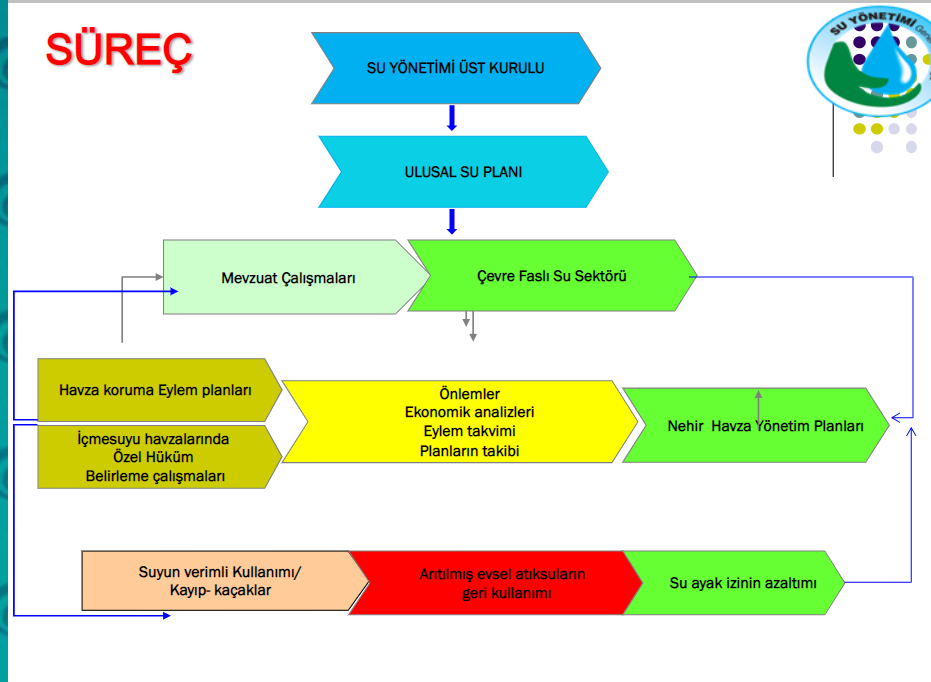 SÜREÇ
SU YÖNETİMİ Genel
SU YÖNETİMİ ÜST KURULU
ULUSAL SU PLANI
Mevzuat Çalışmaları
Çevre Faslı Su Sektörü
Havza koruma Eylem planları
İçmesuyu havzalarında
Özel Hüküm
Belirleme çalışmaları
Önlemler
Ekonomik analizleri
Eylem takvimi
Planların takibi
Nehir Havza Yönetim Planları
Suyun verimli Kullanımı/
Kayıp- kaçaklar
Arıtılmış evsel atıksuların
geri kullanımı
Su ayak izinin azaltımı